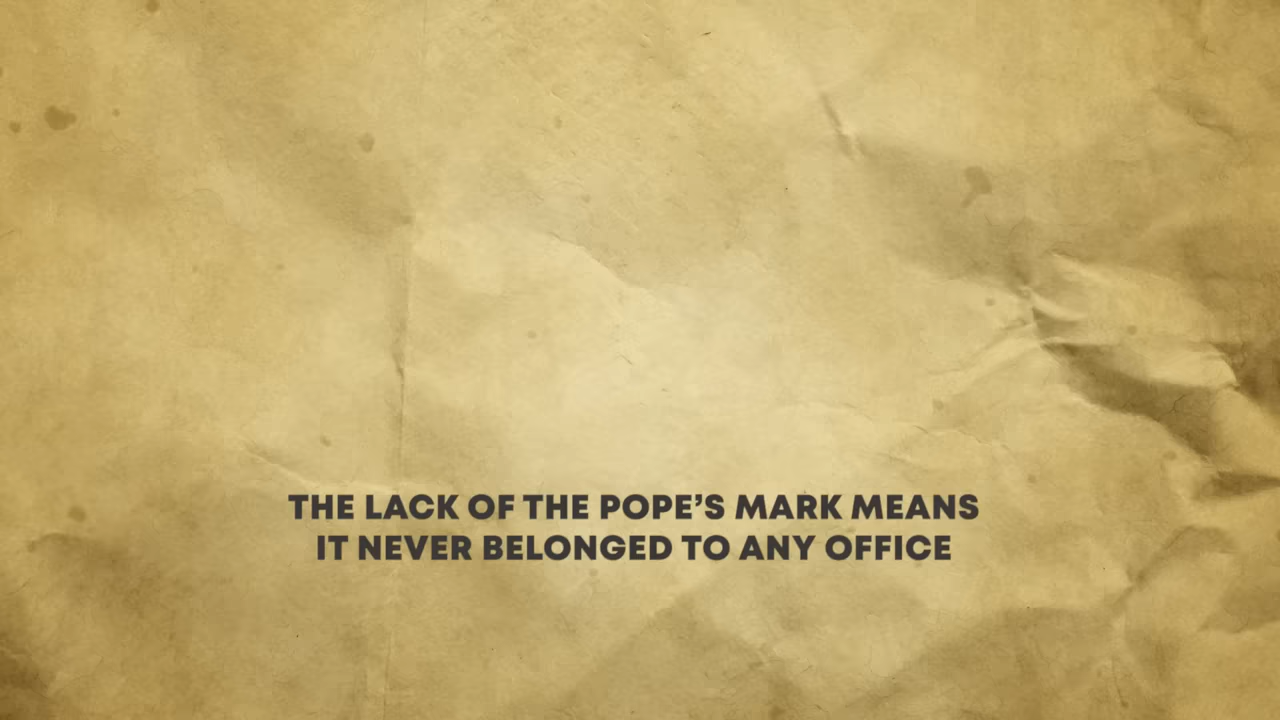 THE LACK OF THE POPE’S MARK MEANS
IT NEVER BELONGED TO ANY OFFICE